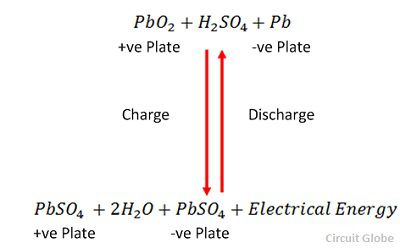 PbO₂ + H₂SO₄ + Pb
+ve Plate -ve Plate
Charge Discharge
PbSO₄ + 2H₂O + PbSO₄ + Electrical Energy
+ve Plate -ve Plate
Circuit Globe